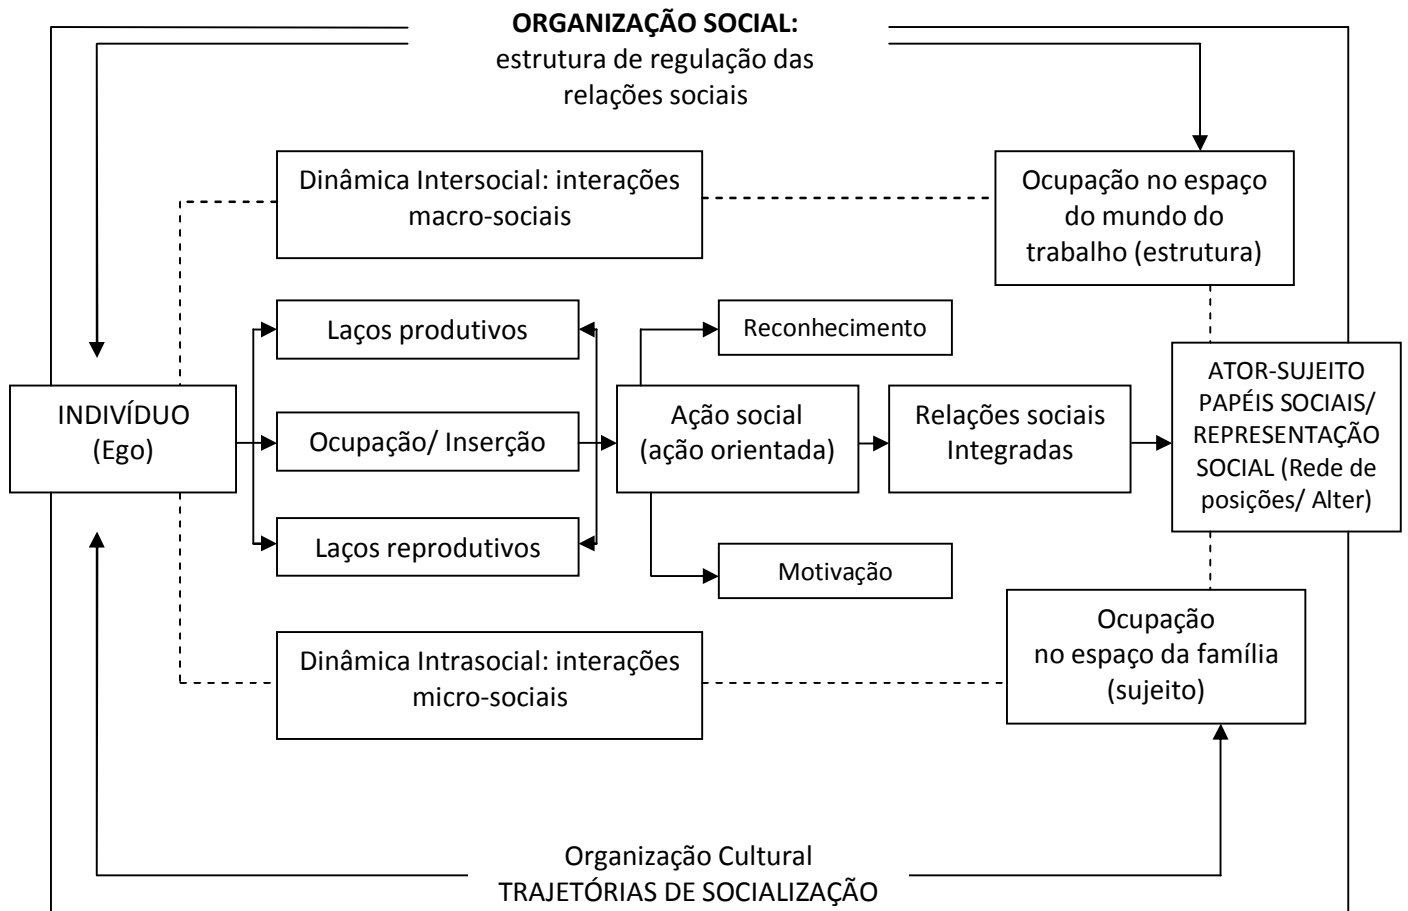 ORGANIZAÇÃO SOCIAL:
estrutura de regulação das
relações sociais
Dinâmica Intersocial: interações
macro-sociais
Ocupação no espaço
do mundo do
trabalho (estrutura)
Laços produtivos
Reconhecimento
INDIVÍDUO
(Ego)
Ocupação/ Inserção
Ação social
(ação orientada)
Relações sociais
Integradas
ATOR-SUJEITO
PAPÉIS SOCIAIS/
REPRESENTAÇÃO
SOCIAL (Rede de
posições/ Alter)
Laços reprodutivos
Motivação
Dinâmica Intrasocial: interações
micro-sociais
Ocupação
no espaço da família
(sujeito)
Organização Cultural
TRAJETÓRIAS DE SOCIALIZAÇÃO